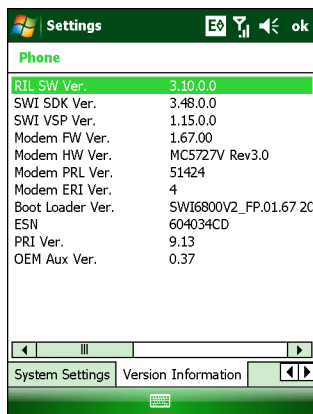 Settings
E
ok
Phone
RIL SW Ver. 3.10.0.0
SWI SDK Ver. 3.48.0.0
SWI VSP Ver. 1.15.0.0
Modem FW Ver. 1.67.00
Modem HW Ver. MC5727V Rev3.0
Modem PRL Ver. 51424
Modem ERI Ver. 4
Boot Loader Ver. SWI6800V2_FP.01.67 20
ESN 604034CD
PRI Ver. 9.13
OEM Aux Ver. 0.37
System Settings Version Information